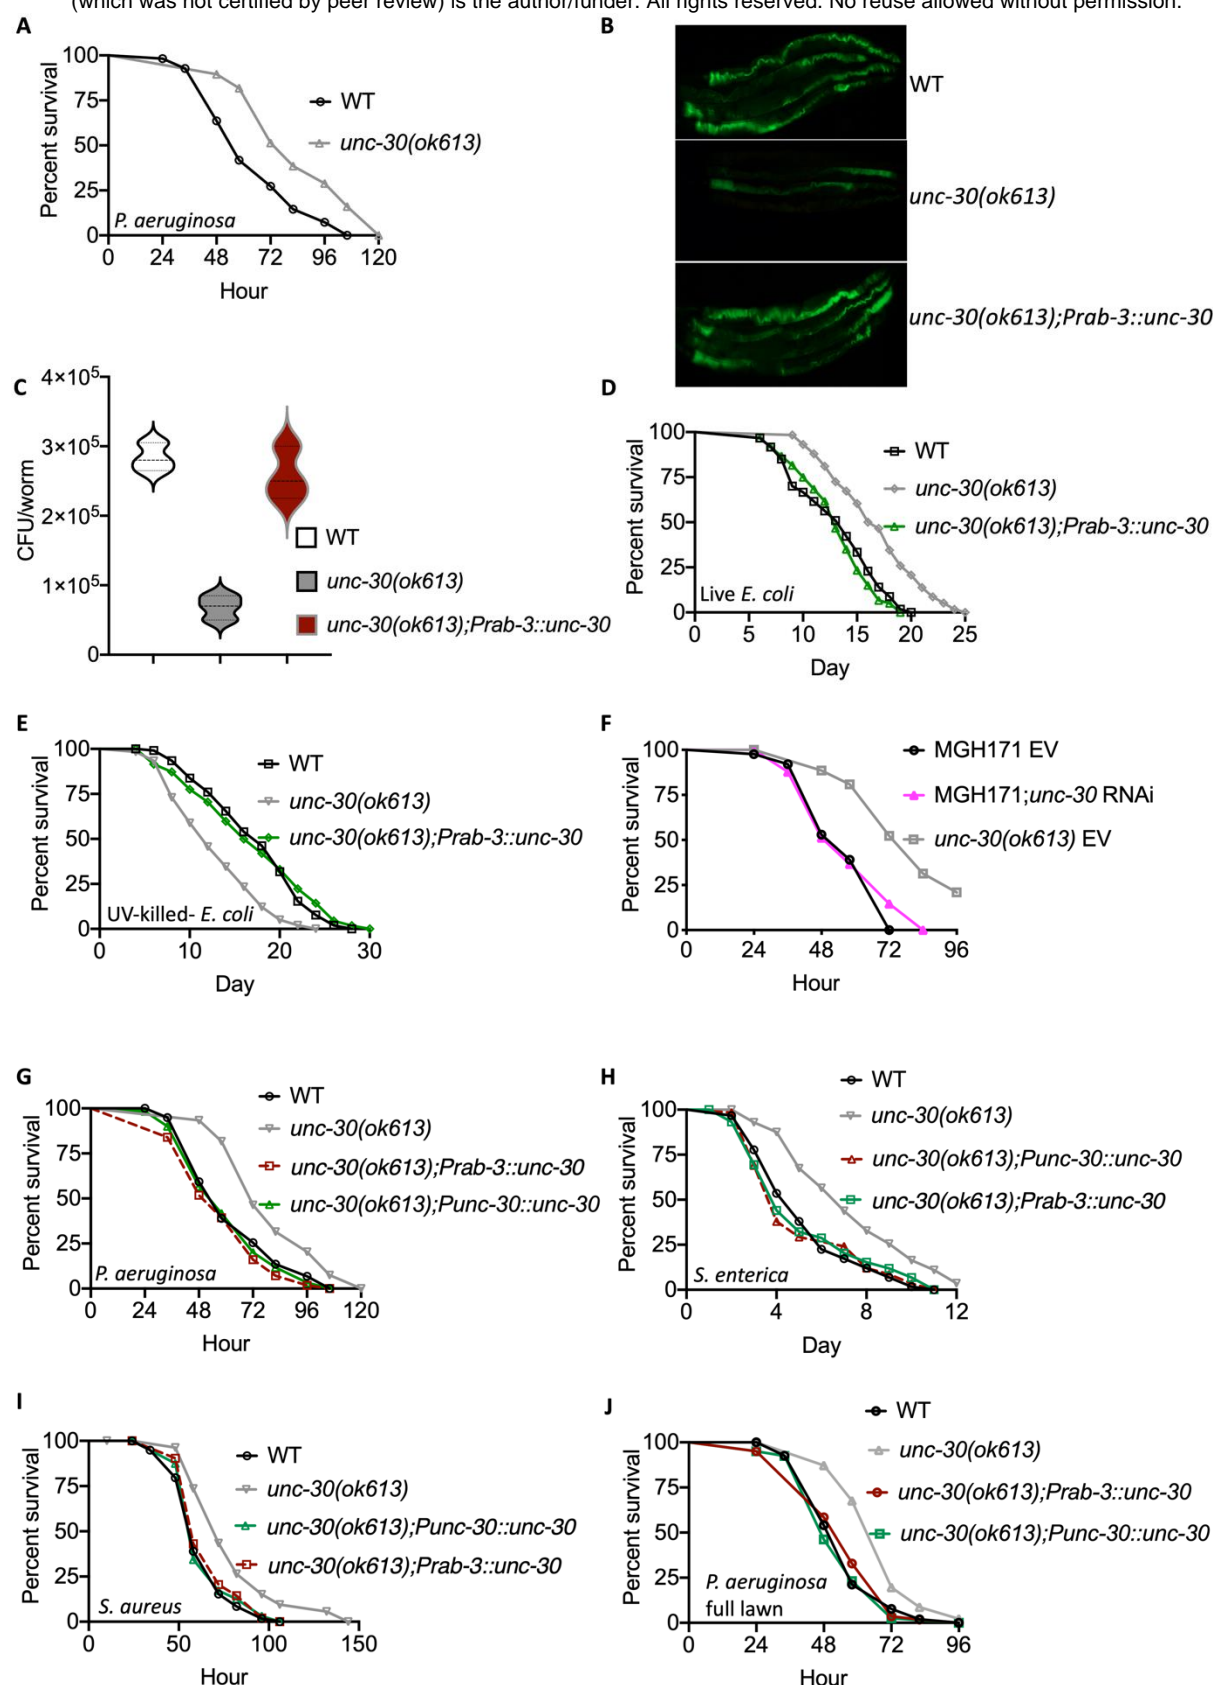 (which was not certified by peer review) is the author/funder. All rights reserved. No reuse allowed without permission.
A
Percent survival
100
75
50
25
0
WT
unc-30(ok613)
P. aeruginosa
0 24 48 72 96 120
Hour
B
WT
unc-30(ok613)
unc-30(ok613);Prab-3::unc-30
C
CFU/worm
4×10⁵
3×10⁵
2×10⁵
1×10⁵
0
WT
unc-30(ok613)
unc-30(ok613);Prab-3::unc-30
D
Percent survival
100
75
50
25
0
WT
unc-30(ok613)
unc-30(ok613);Prab-3::unc-30
Live E. coli
0 5 10 15 20 25
Day
E
Percent survival
100
75
50
25
0
WT
unc-30(ok613)
unc-30(ok613);Prab-3::unc-30
UV-killed- E. coli
0 10 20 30
Day
F
Percent survival
100
75
50
25
0
MGH171 EV
MGH171;unc-30 RNAi
unc-30(ok613) EV
0 24 48 72 96
Hour
G
Percent survival
100
75
50
25
0
WT
unc-30(ok613)
unc-30(ok613);Prab-3::unc-30
unc-30(ok613);Punc-30::unc-30
P. aeruginosa
0 24 48 72 96 120
Hour
H
Percent survival
100
75
50
25
0
WT
unc-30(ok613)
unc-30(ok613);Punc-30::unc-30
unc-30(ok613);Prab-3::unc-30
S. enterica
0 4 8 12
Day
I
Percent survival
100
75
50
25
0
WT
unc-30(ok613)
unc-30(ok613);Punc-30::unc-30
unc-30(ok613);Prab-3::unc-30
S. aureus
0 50 100 150
Hour
J
Percent survival
100
75
50
25
0
WT
unc-30(ok613)
unc-30(ok613);Prab-3::unc-30
unc-30(ok613);Punc-30::unc-30
P. aeruginosa
full lawn
0 24 48 72 96
Hour